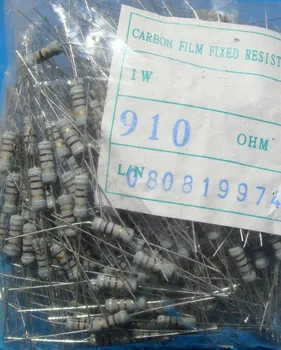 CARBON FILM FIXED RESIST
1W
910 OHM
L/N 080819974